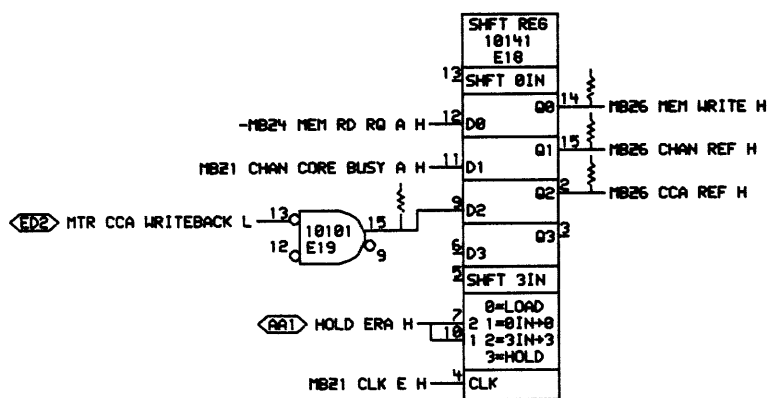 SHFT REG
10141
E18
13 SHFT 0IN
-MB24 MEM RD RQ A H 12 D0 Q0 14 MB26 MEM WRITE H
MB21 CHAN CORE BUSY A H 11 D1 Q1 15 MB26 CHAN REF H
9 D2 Q2 2 MB26 CCA REF H
ED2 MTR CCA WRITEBACK L 13 10101 15
12 E19 9
6 D3 Q3 3
5 SHFT 3IN
0=LOAD
AA1 HOLD ERA H 7 2 1=0IN→0
10 1 2=3IN→3
3=HOLD
MB21 CLK E H 4 CLK